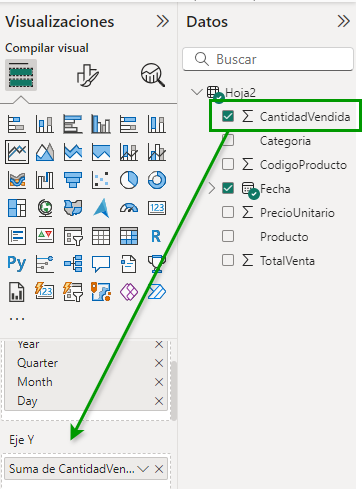 Visualizaciones
Compilar visual
123
R
Py
123
...
Year
Quarter
Month
Day
Eje Y
Suma de CantidadVen...
Datos
Buscar
Hoja2
CantidadVendida
Categoria
CodigoProducto
Fecha
PrecioUnitario
Producto
TotalVenta